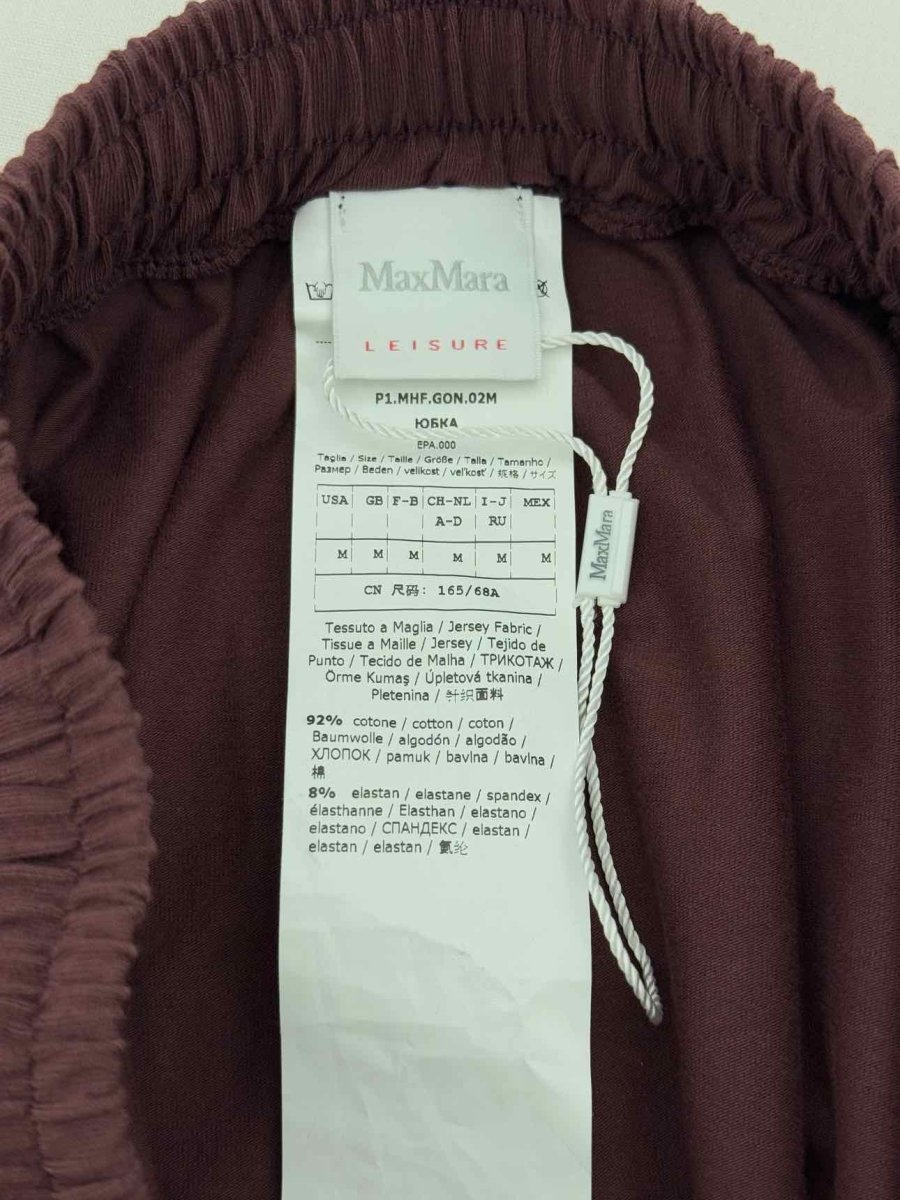 MaxMara
LEISURE
P1.MHF.GON.02M
ЮБКА
EPA.000
Taglia / Size / Taille / Größe / Talla / Tamanho /
Размер / Beden / velikost / veľkosť / 规格 / サイズ
USA GB F-B CH-NL I-J MEX
A-D RU
M M M M M M
CN 尺码: 165/68A
MaxMara
Tessuto a Maglia / Jersey Fabric /
Tissue a Maille / Jersey / Tejido de
Punto / Tecido de Malha / ТРИКОТАЖ /
Örme Kumaş / Úpletová tkanina /
Pletenina / 针织面料
92% cotone / cotton / coton /
Baumwolle / algodón / algodão /
ХЛОПОК / pamuk / bavlna / bavlna /
棉
8% elastan / elastane / spandex /
élasthanne / Elasthan / elastano /
elastano / СПАНДЕКС / elastan /
elastan / elastan / 氨纶